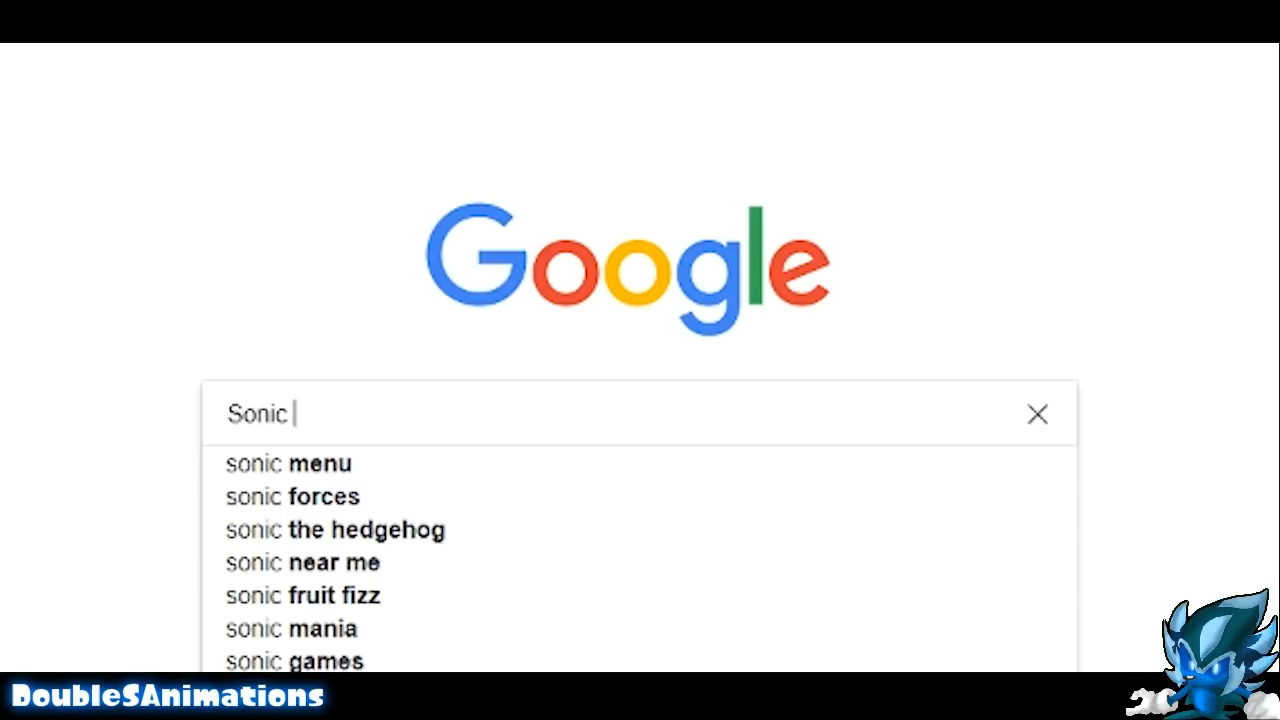 Google
Sonic
sonic menu
sonic forces
sonic the hedgehog
sonic near me
sonic fruit fizz
sonic mania
sonic games
DoubleSAnimations